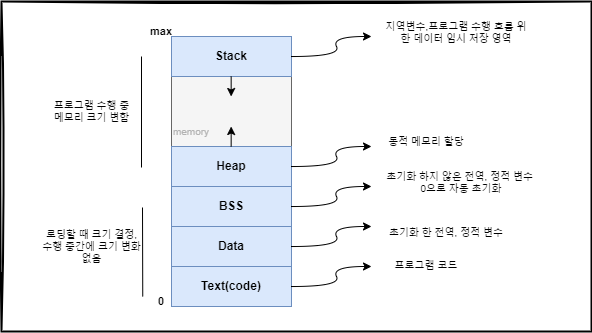 max
지역변수,프로그램 수행 흐름 위
한 데이터 임시 저장 영역
Stack
프로그램 수행 중
메모리 크기 변함
memory
동적 메모리 할당
Heap
초기화 하지 않은 전역, 정적 변수
0으로 자동 초기화
BSS
로딩할 때 크기 결정,
수행 중간에 크기 변화
없음
Data
초기화 한 전역, 정적 변수
Text(code)
프로그램 코드
0